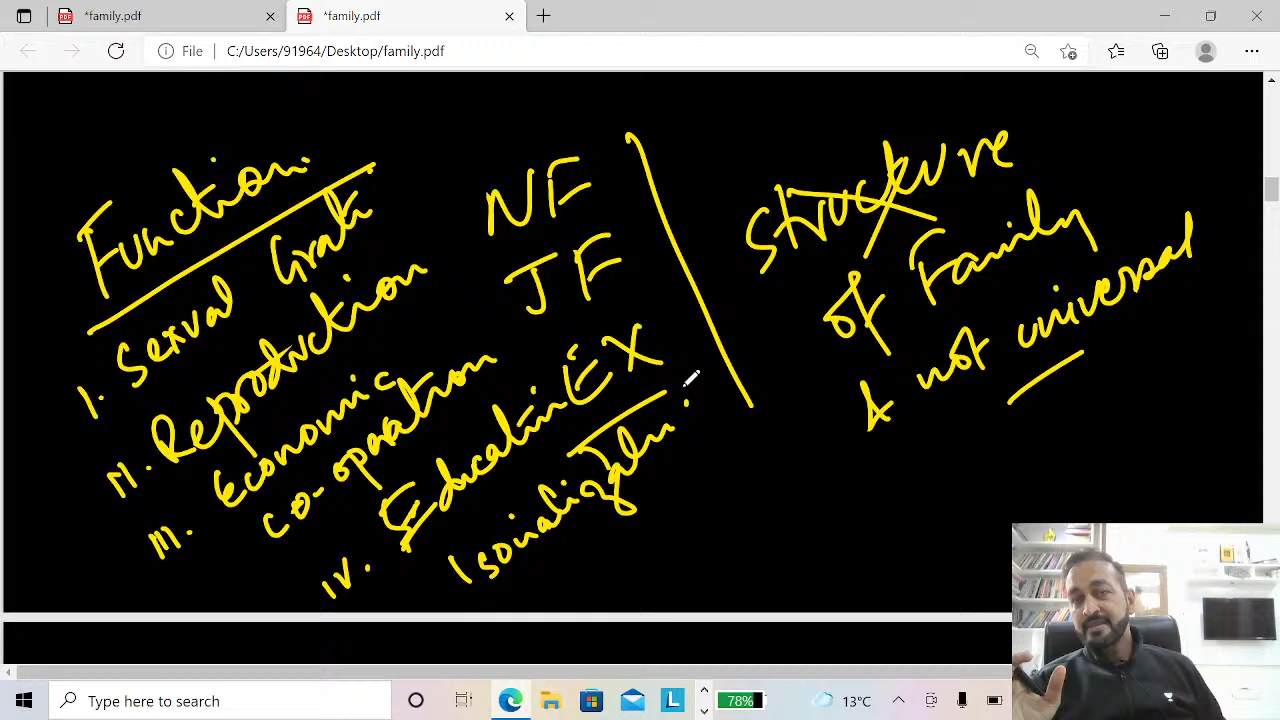 *family.pdf
*family.pdf
File
C:/Users/91964/Desktop/family.pdf
Function
I. Sexual Grati
II. Reproduction
III. Economic
co-operation
IV. Education
/ socializatn.
NF
JF
EX
Structure
of Family
not universal
Type here to search
78%
13°C